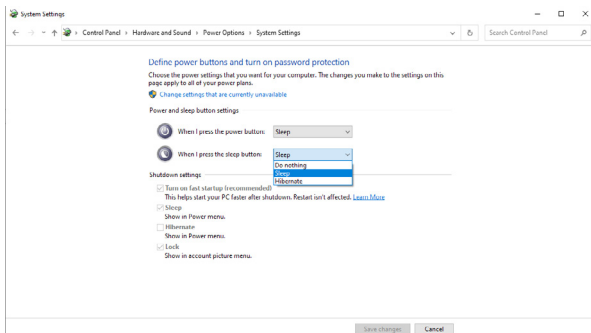 System Settings
Control Panel > Hardware and Sound > Power Options > System Settings
Search Control Panel
Define power buttons and turn on password protection
Choose the power settings that you want for your computer. The changes you make to the settings on this
page apply to all of your power plans.
Change settings that are currently unavailable
Power and sleep button settings
When I press the power button: Sleep
When I press the sleep button: Sleep
Do nothing
Sleep
Hibernate
Shutdown settings
Turn on fast startup (recommended)
This helps start your PC faster after shutdown. Restart isn't affected. Learn More
Sleep
Show in Power menu.
Hibernate
Show in Power menu.
Lock
Show in account picture menu.
Save changes Cancel